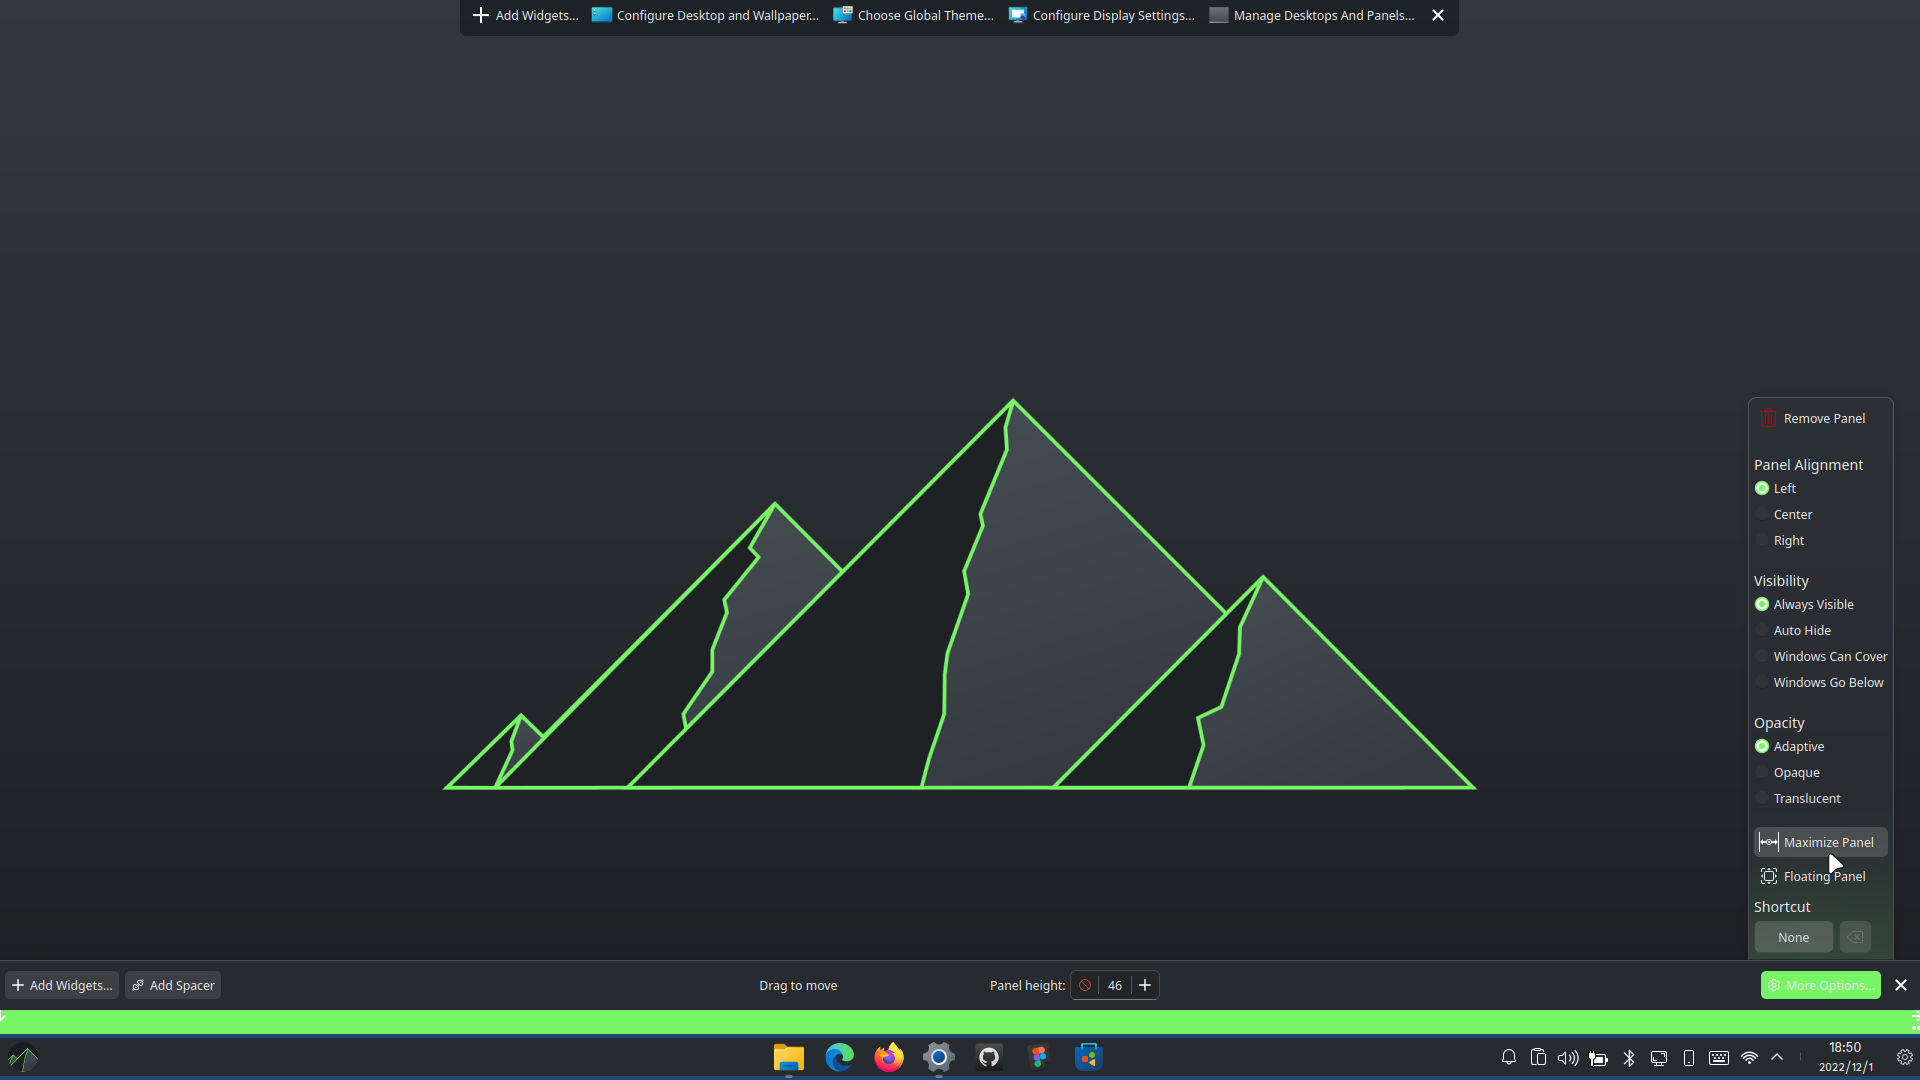 Add Widgets...
Configure Desktop and Wallpaper...
Choose Global Theme...
Configure Display Settings...
Manage Desktops And Panels...
Remove Panel
Panel Alignment
Left
Center
Right
Visibility
Always Visible
Auto Hide
Windows Can Cover
Windows Go Below
Opacity
Adaptive
Opaque
Translucent
Maximize Panel
Floating Panel
Shortcut
None
Add Widgets...
Add Spacer
Drag to move
Panel height:
46
More Options...
18:50
2022/12/1